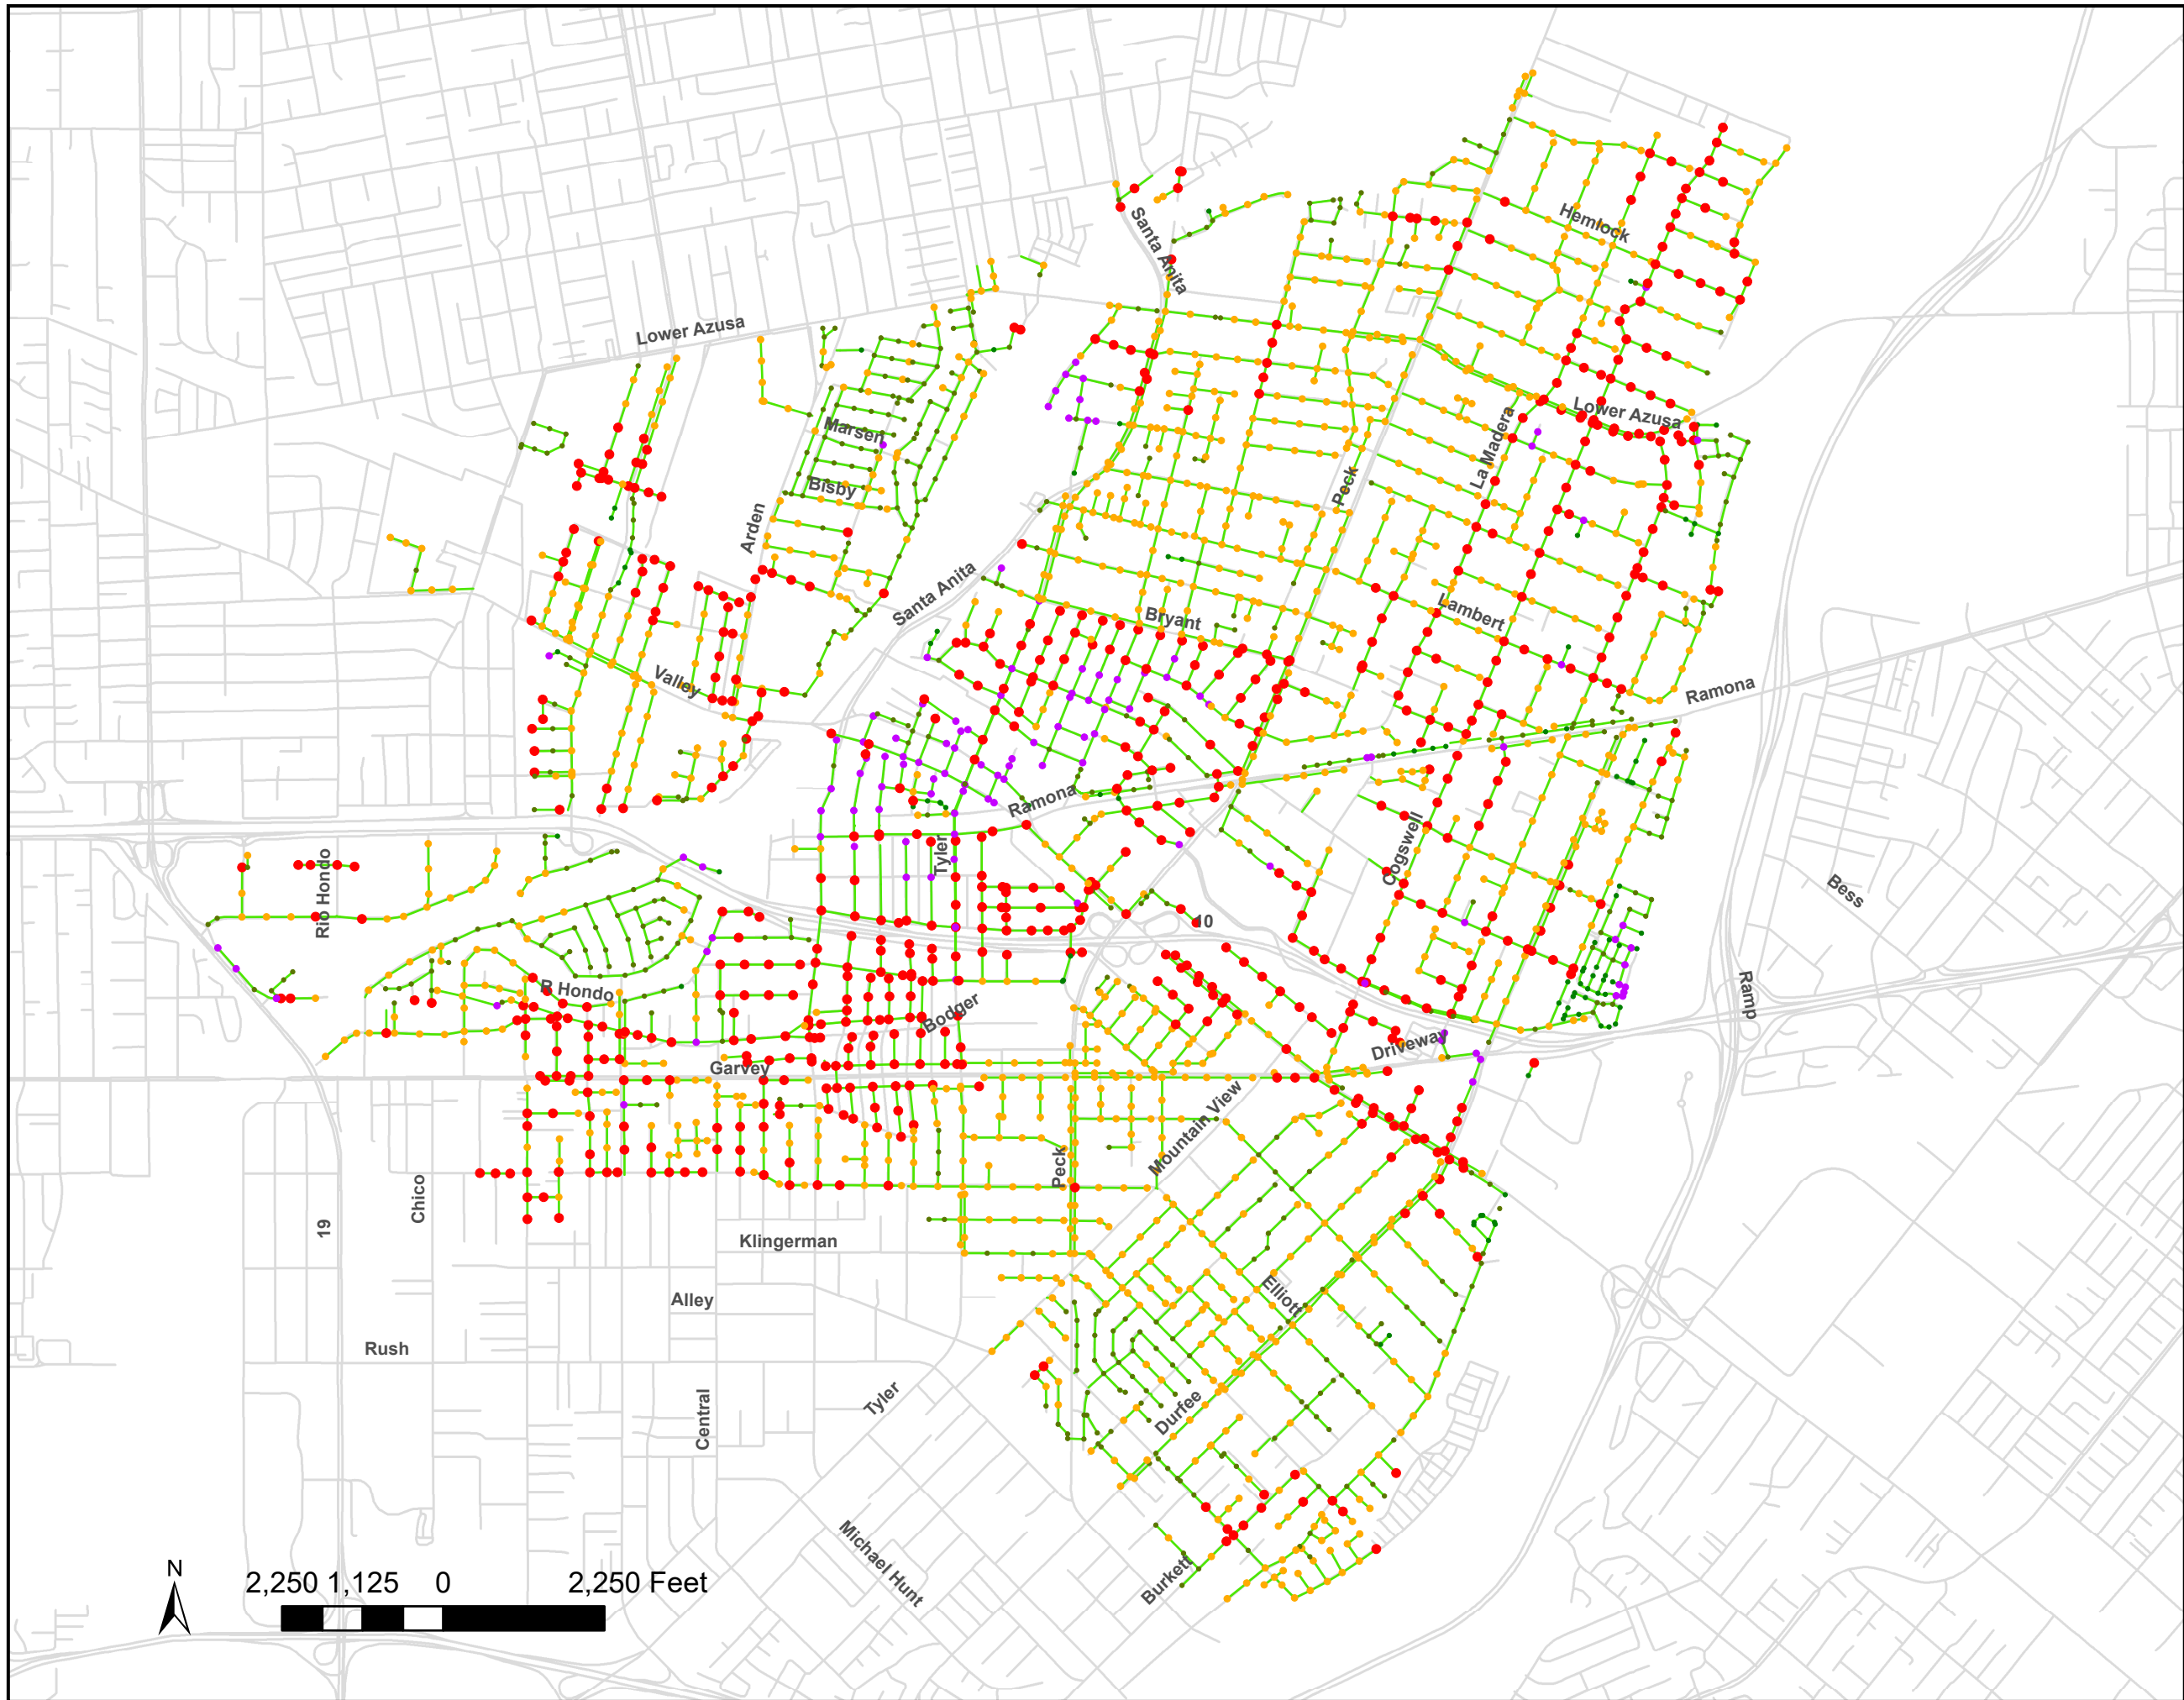 Santa Anita
Hemlock
Lower Azusa
Lower Azusa
Marsen
La Madera
Bisby
Peck
Arden
Santa Anita
Lambert
Bryant
Valley
Ramona
Ramona
Tyler
Cogswell
Rio Hondo
Bess
10
R Hondo
Ramp
Bodger
Driveway
Garvey
Mountain View
Peck
Chico
19
Klingerman
Elliott
Alley
Rush
Tyler
Durfee
Central
Michael Hunt
Burkett
N
2,250 1,125 0 2,250 Feet